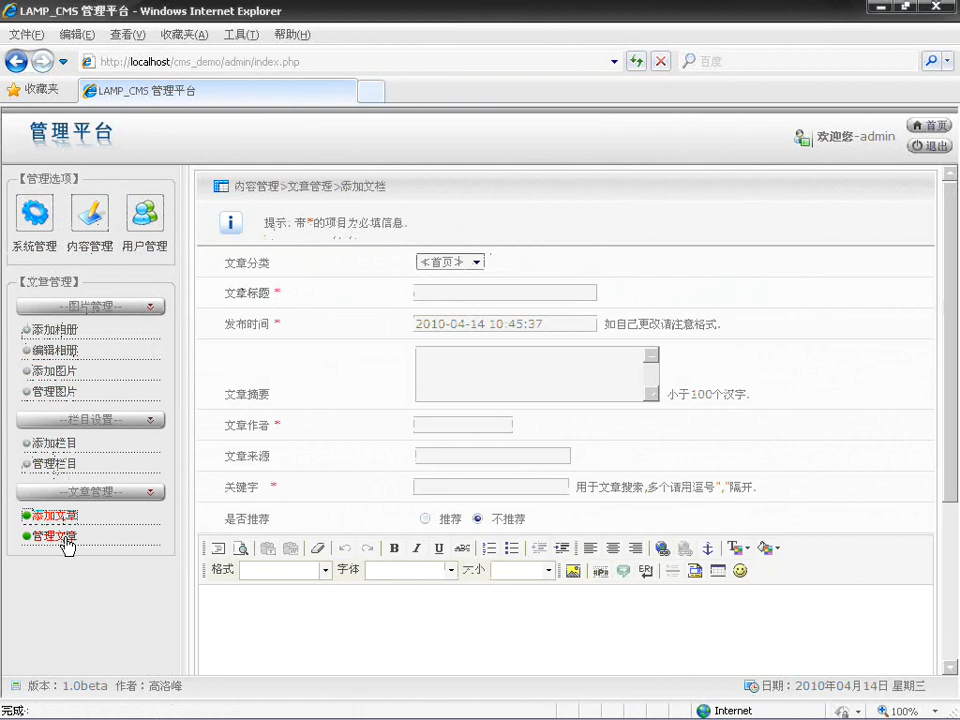 LAMP_CMS 管理平台 - Windows Internet Explorer
文件(F) 编辑(E) 查看(V) 收藏夹(A) 工具(T) 帮助(H)
http://localhost/cms_demo/admin/index.php
百度
收藏夹
LAMP_CMS 管理平台
管理平台
欢迎您-admin
首页
退出
【管理选项】
系统管理 内容管理 用户管理
【文章管理】
--图片管理--
添加相册
编辑相册
添加图片
管理图片
--栏目设置--
添加栏目
管理栏目
--文章管理--
添加文章
管理文章
内容管理>文章管理>添加文档
提示: 带*的项目为必填信息.
文章分类 <首页>
文章标题 *
发布时间 * 2010-04-14 10:45:37 如自己更改请注意格式.
文章摘要 小于100个汉字.
文章作者 *
文章来源
关键字 * 用于文章搜索,多个请用逗号","隔开.
是否推荐 推荐 不推荐
B I U ABC
格式 字体 大小
版本: 1.0beta 作者: 高洛峰
日期: 2010年04月14日 星期三
完成:
Internet
100%